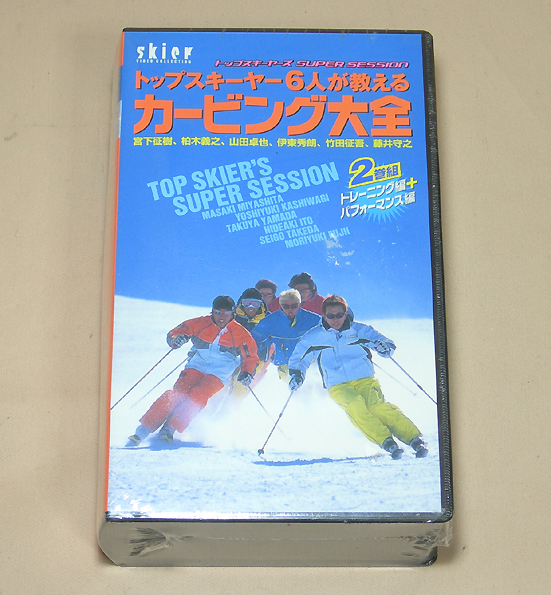 skier
VIDEO COLLECTION
トップスキーヤーズ SUPER SESSION
トップスキーヤー6人が教える
カービング大全
宮下征樹、柏木義之、山田卓也、伊東秀朗、竹田征吾、藤井守之
TOP SKIER'S
SUPER SESSION
MASAKI MIYASHITA
YOSHIYUKI KASHIWAGI
TAKUYA YAMADA
HIDEAKI ITO
SEIGO TAKEDA
MORIYUKI FUJII
2巻組
トレーニング編+
パフォーマンス編